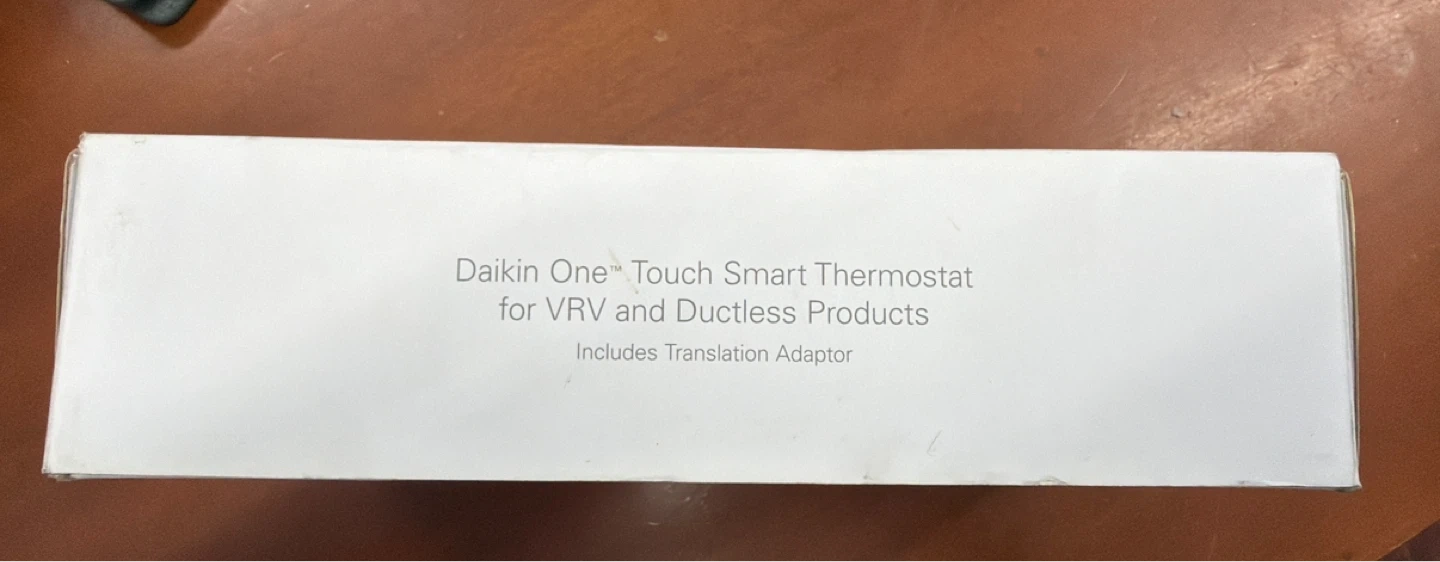 Daikin One™ Touch Smart Thermostat
for VRV and Ductless Products
Includes Translation Adaptor